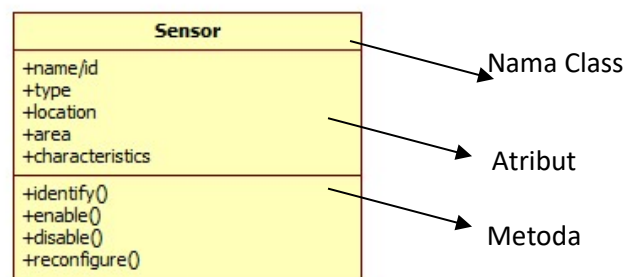 Sensor
+name/id
+type
+location
+area
+characteristics
+identify()
+enable()
+disable()
+reconfigure()
Nama Class
Atribut
Metoda